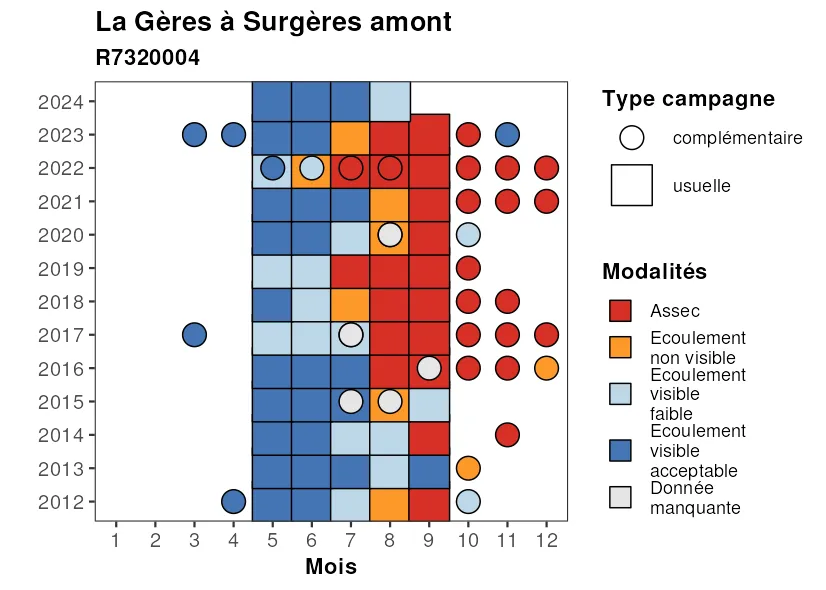 La Gères à Surgères amont
R7320004
2024
2023
2022
2021
2020
2019
2018
2017
2016
2015
2014
2013
2012
1 2 3 4 5 6 7 8 9 10 11 12
Mois
Type campagne
complémentaire
usuelle
Modalités
Assec
Ecoulement
non visible
Ecoulement
visible
faible
Ecoulement
visible
acceptable
Donnée
manquante